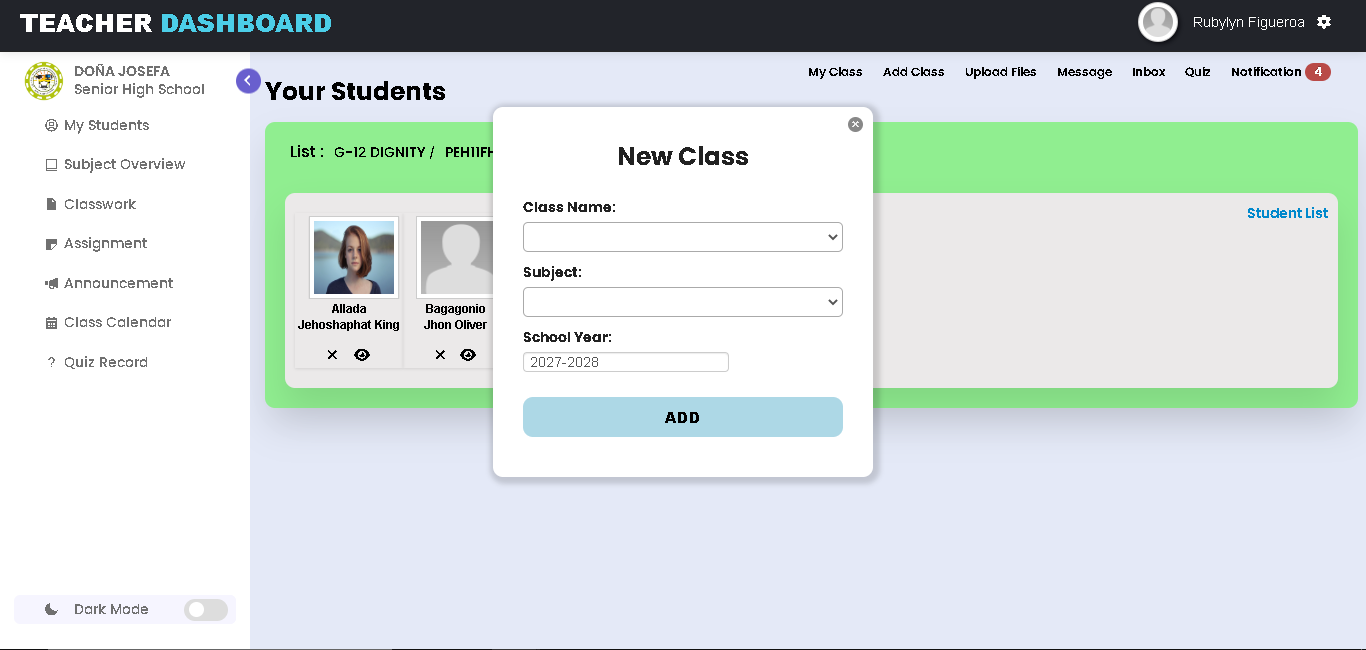 TEACHER DASHBOARD
Rubylyn Figueroa
DOÑA JOSEFA
Senior High School
My Students
Subject Overview
Classwork
Assignment
Announcement
Class Calendar
? Quiz Record
Dark Mode
My Class Add Class Upload Files Message Inbox Quiz Notification 4
Your Students
List : G-12 DIGNITY / PEH11FH
Student List
Allada
Jehoshaphat King
Bagagonio
Jhon Oliver
New Class
Class Name:
Subject:
School Year:
2027-2028
ADD